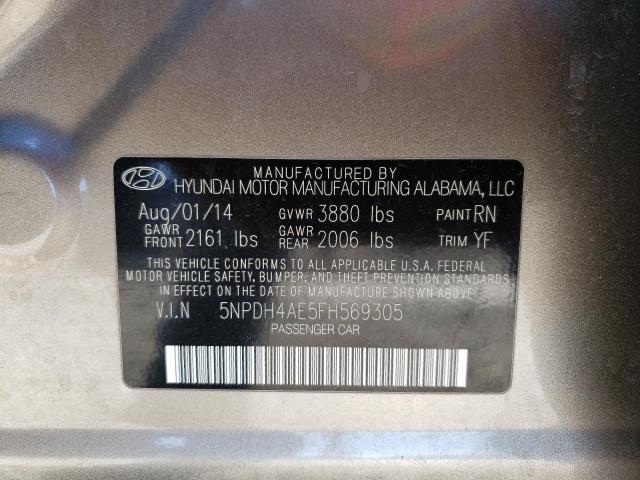 MANUFACTURED BY
HYUNDAI MOTOR MANUFACTURING ALABAMA, LLC
Aug/01/14 GVWR 3880 lbs PAINT RN
GAWR FRONT 2161 lbs GAWR REAR 2006 lbs TRIM YF
THIS VEHICLE CONFORMS TO ALL APPLICABLE U.S.A. FEDERAL
MOTOR VEHICLE SAFETY, BUMPER, AND THEFT PREVENTION STANDARDS
IN EFFECT ON THE DATE OF MANUFACTURE SHOWN ABOVE
V.I.N 5NPDH4AE5FH569305
PASSENGER CAR